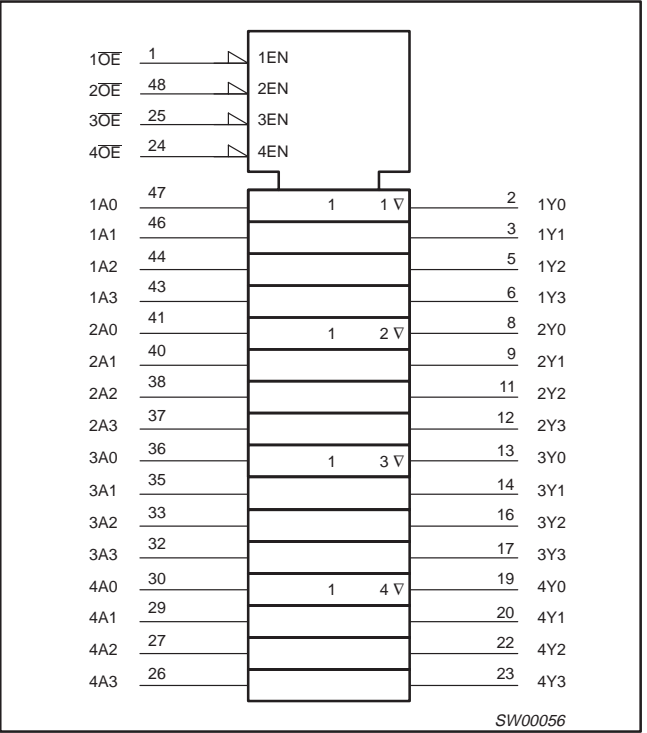 1O̅E̅ 1 1EN
2O̅E̅ 48 2EN
3O̅E̅ 25 3EN
4O̅E̅ 24 4EN
1A0 47 1 1 ∇ 2 1Y0
1A1 46 3 1Y1
1A2 44 5 1Y2
1A3 43 6 1Y3
2A0 41 1 2 ∇ 8 2Y0
2A1 40 9 2Y1
2A2 38 11 2Y2
2A3 37 12 2Y3
3A0 36 1 3 ∇ 13 3Y0
3A1 35 14 3Y1
3A2 33 16 3Y2
3A3 32 17 3Y3
4A0 30 1 4 ∇ 19 4Y0
4A1 29 20 4Y1
4A2 27 22 4Y2
4A3 26 23 4Y3
SW00056